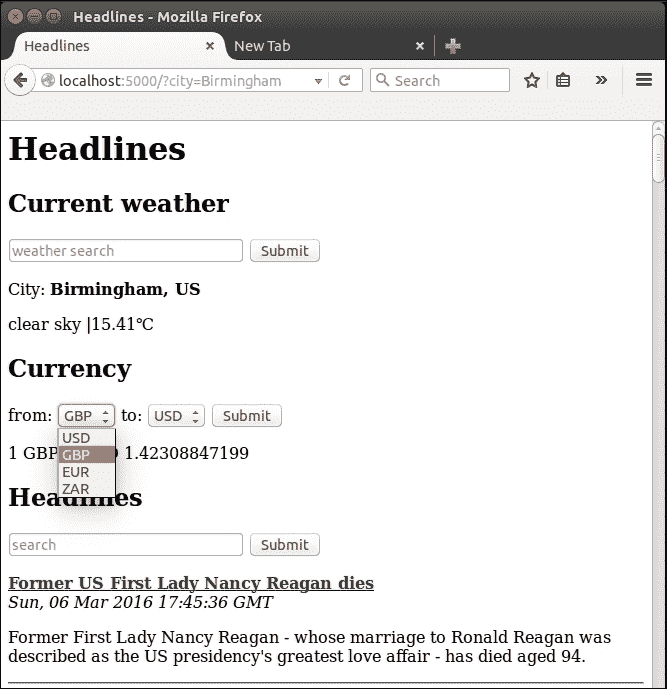 Headlines - Mozilla Firefox
Headlines
New Tab
localhost:5000/?city=Birmingham
Search
Headlines
Current weather
weather search Submit
City: Birmingham, US
clear sky |15.41℃
Currency
from: GBP to: USD Submit
USD
1 GBP 1.42308847199
GBP
EUR
ZAR
Headlines
search Submit
Former US First Lady Nancy Reagan dies
Sun, 06 Mar 2016 17:45:36 GMT
Former First Lady Nancy Reagan - whose marriage to Ronald Reagan was
described as the US presidency's greatest love affair - has died aged 94.